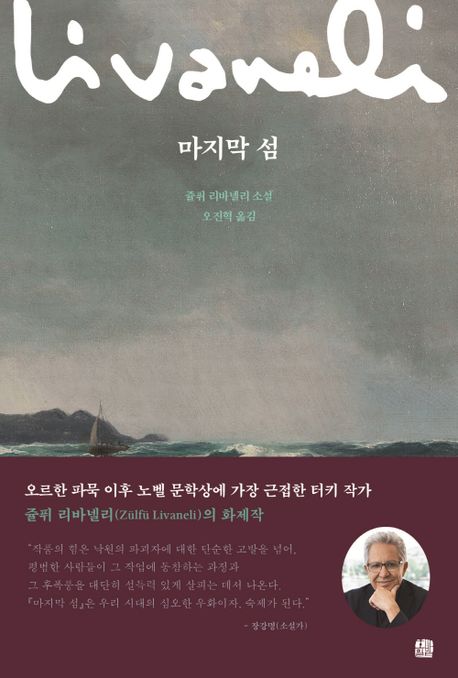 livaneli
마지막 섬
쥴퓌 리바넬리 소설
오진혁 옮김
오르한 파묵 이후 노벨 문학상에 가장 근접한 터키 작가
쥴퓌 리바넬리(Zülfü Livaneli)의 화제작
“작품의 힘은 낙원의 파괴자에 대한 단순한 고발을 넘어,
평범한 사람들이 그 작업에 동참하는 과정과
그 후폭풍을 대단히 설득력 있게 살피는 데서 나온다.
『마지막 섬』은 우리 시대의 심오한 우화이자, 숙제가 된다.”
- 장강명(소설가)